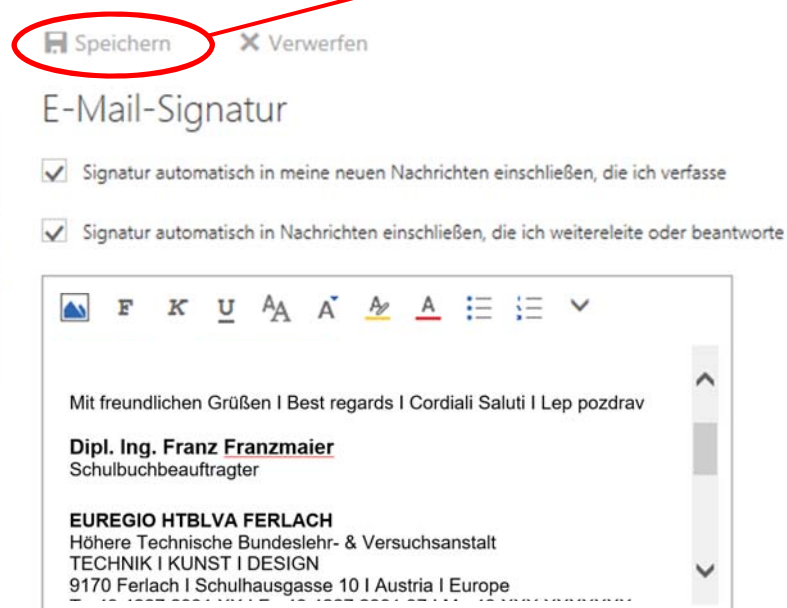 Speichern Verwerfen
E-Mail-Signatur
Signatur automatisch in meine neuen Nachrichten einschließen, die ich verfasse
Signatur automatisch in Nachrichten einschließen, die ich weitereleite oder beantworte
F K U AA A A A
Mit freundlichen Grüßen I Best regards I Cordiali Saluti I Lep pozdrav
Dipl. Ing. Franz Franzmaier
Schulbuchbeauftragter
EUREGIO HTBLVA FERLACH
Höhere Technische Bundeslehr- & Versuchsanstalt
TECHNIK I KUNST I DESIGN
9170 Ferlach I Schulhausgasse 10 I Austria I Europe